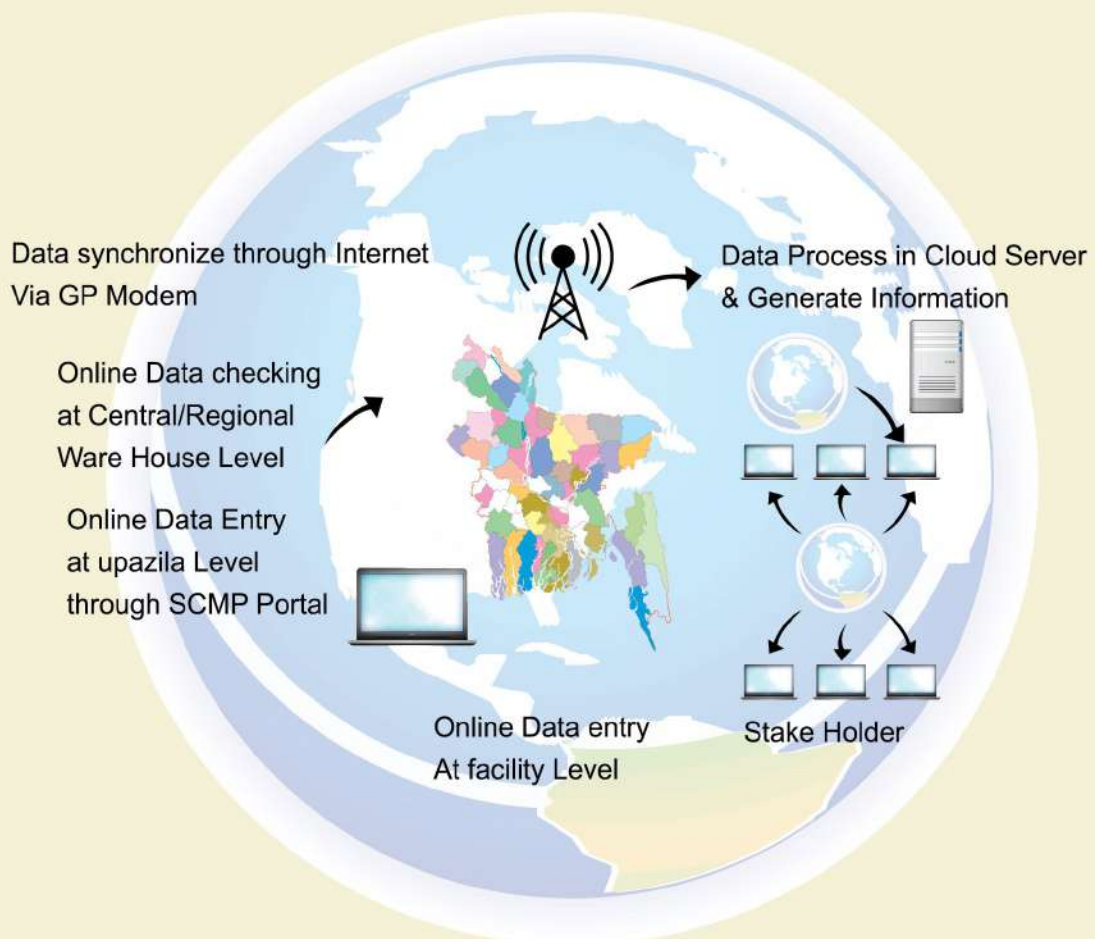 Data synchronize through Internet
Via GP Modem
Data Process in Cloud Server
& Generate Information
Online Data checking
at Central/Regional
Ware House Level
Online Data Entry
at upazila Level
through SCMP Portal
Online Data entry
At facility Level
Stake Holder